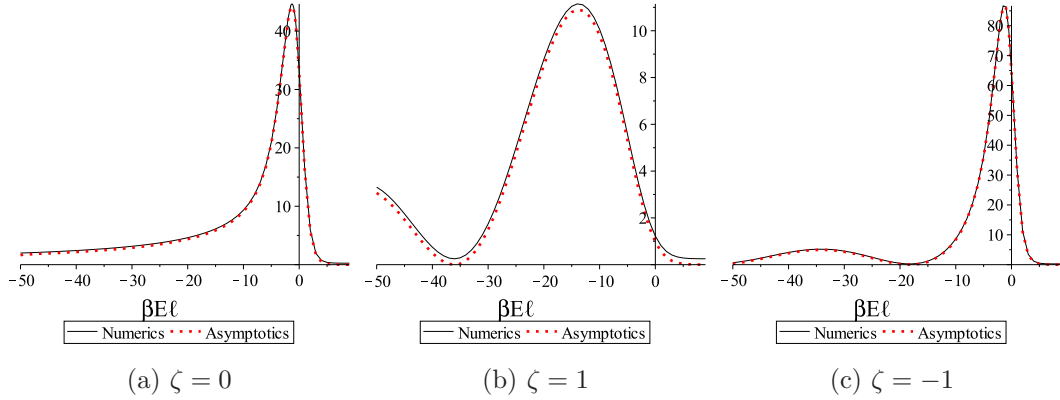 40
30
20
10
−50 −40 −30 −20 −10 0
βEℓ
Numerics Asymptotics
(a) ζ = 0
10
8
6
4
2
−50 −40 −30 −20 −10 0
βEℓ
Numerics Asymptotics
(b) ζ = 1
80
70
60
50
40
30
20
10
−50 −40 −30 −20 −10 0
βEℓ
Numerics Asymptotics
(c) ζ = −1